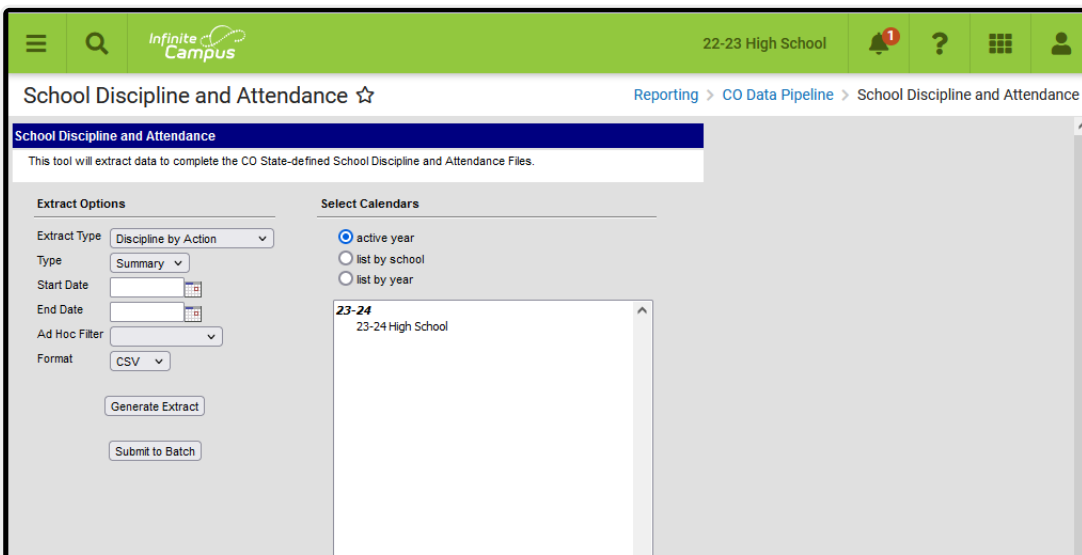 Infinite
Campus
22-23 High School
1
?
School Discipline and Attendance
Reporting > CO Data Pipeline > School Discipline and Attendance
School Discipline and Attendance
This tool will extract data to complete the CO State-defined School Discipline and Attendance Files.
Extract Options
Extract Type Discipline by Action
Type Summary
Start Date
End Date
Ad Hoc Filter
Format CSV
Generate Extract
Submit to Batch
Select Calendars
active year
list by school
list by year
23-24
23-24 High School